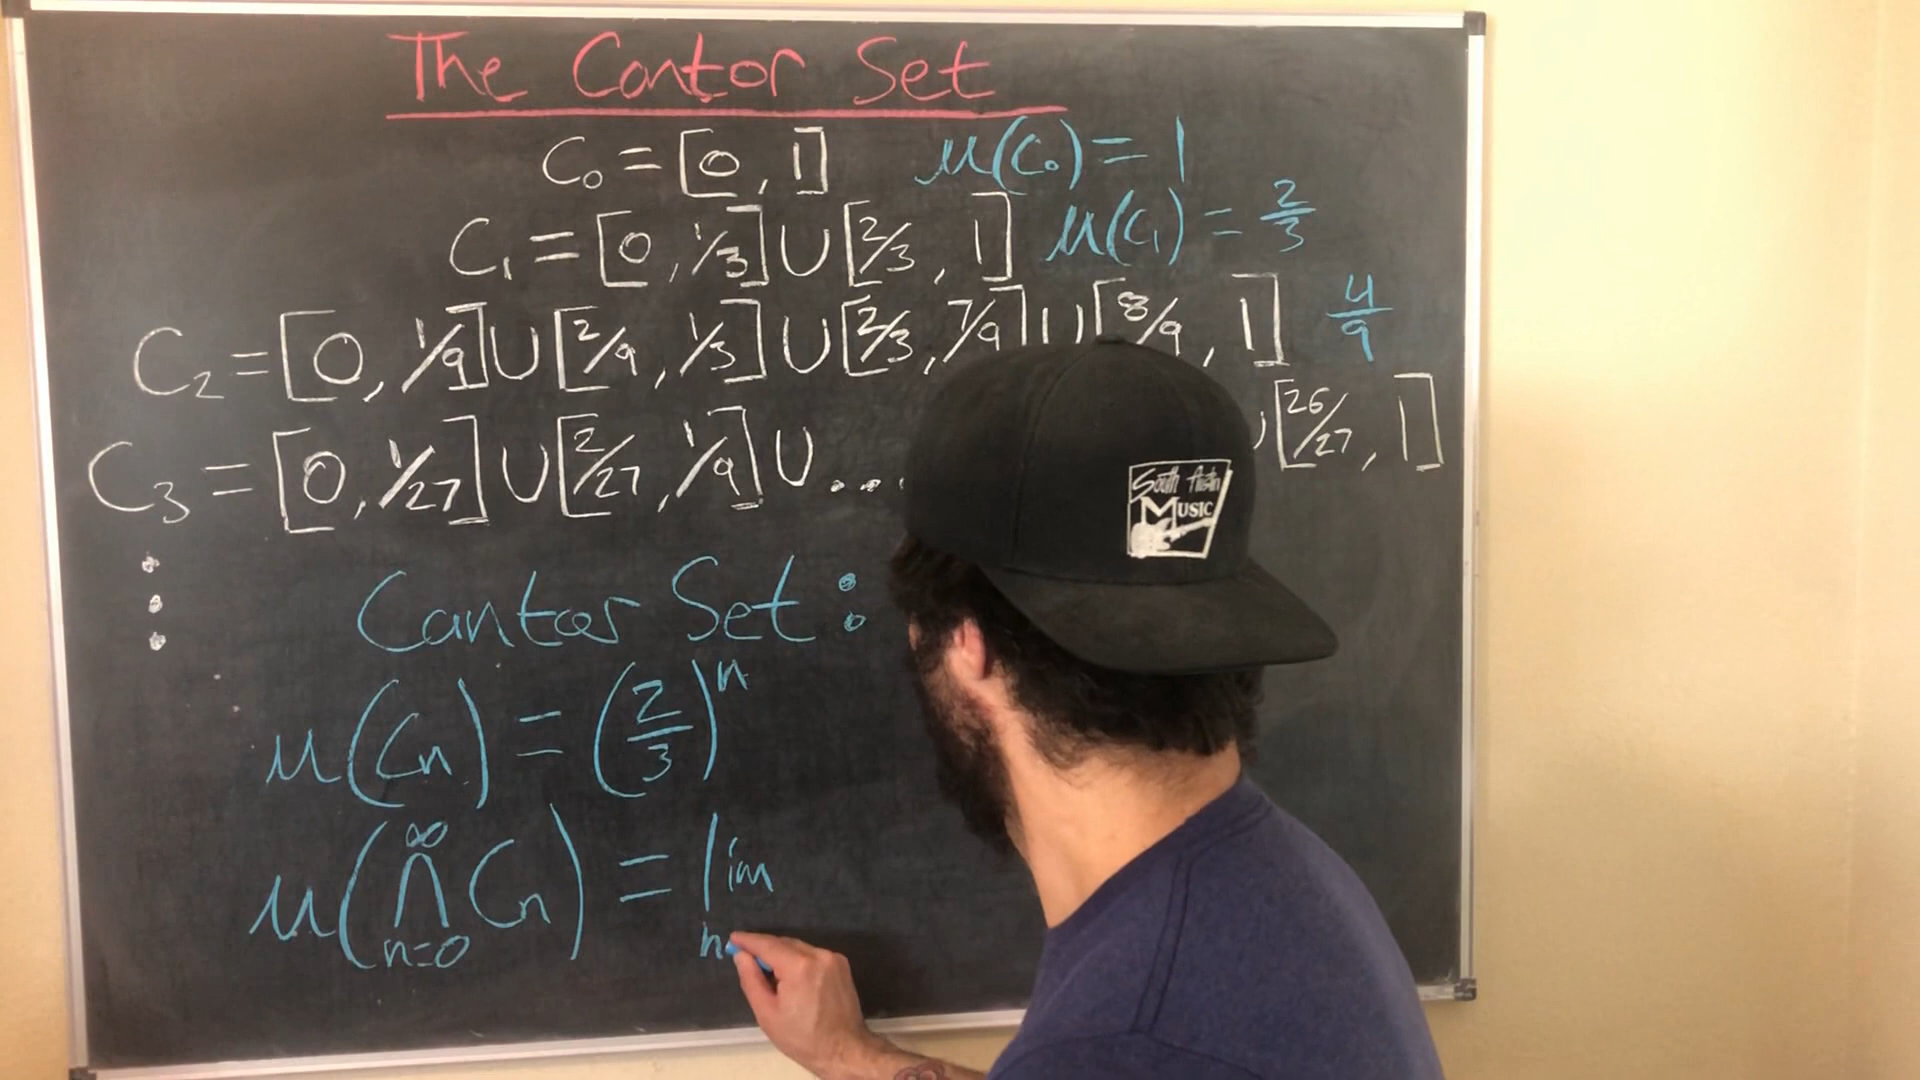 The Cantor Set
C₀ = [0, 1] μ(C₀) = 1
C₁ = [0, 1/3] ∪ [2/3, 1] μ(C₁) = 2/3
C₂ = [0, 1/9] ∪ [2/9, 1/3] ∪ [2/3, 7/9] ∪ [8/9, 1] 4/9
C₃ = [0, 1/27] ∪ [2/27, 1/9] ∪ ... ∪ [26/27, 1]
⋮
Cantor Set:
μ(Cn) = (2/3)ⁿ
μ(∞ ∩ n=0 Cn) = lim n
South Austin
Music